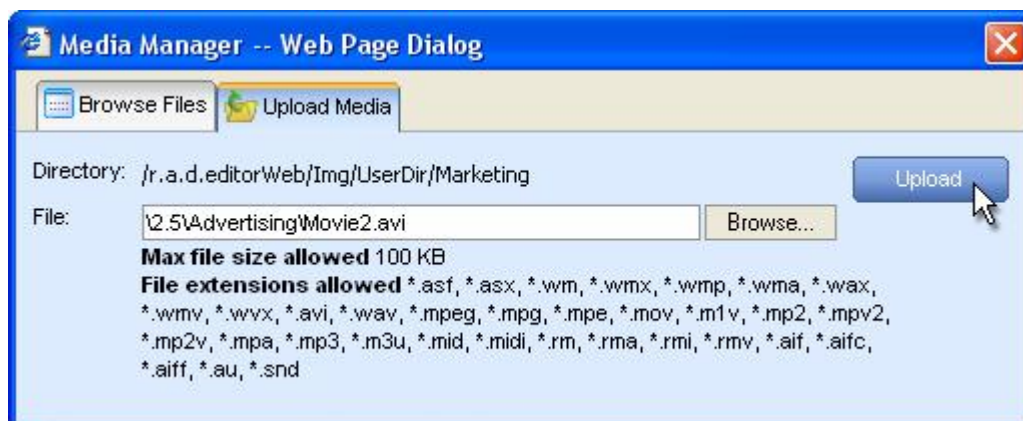 Media Manager -- Web Page Dialog
Browse Files Upload Media
Directory: /r.a.d.editorWeb/Img/UserDir/Marketing Upload
File: \2.5\Advertising\Movie2.avi Browse...
Max file size allowed 100 KB
File extensions allowed *.asf, *.asx, *.wm, *.wmx, *.wmp, *.wma, *.wax,
*.wmv, *.wvx, *.avi, *.wav, *.mpeg, *.mpg, *.mpe, *.mov, *.m1v, *.mp2, *.mpv2,
*.mp2v, *.mpa, *.mp3, *.m3u, *.mid, *.midi, *.rm, *.rma, *.rmi, *.rmv, *.aif, *.aifc,
*.aiff, *.au, *.snd